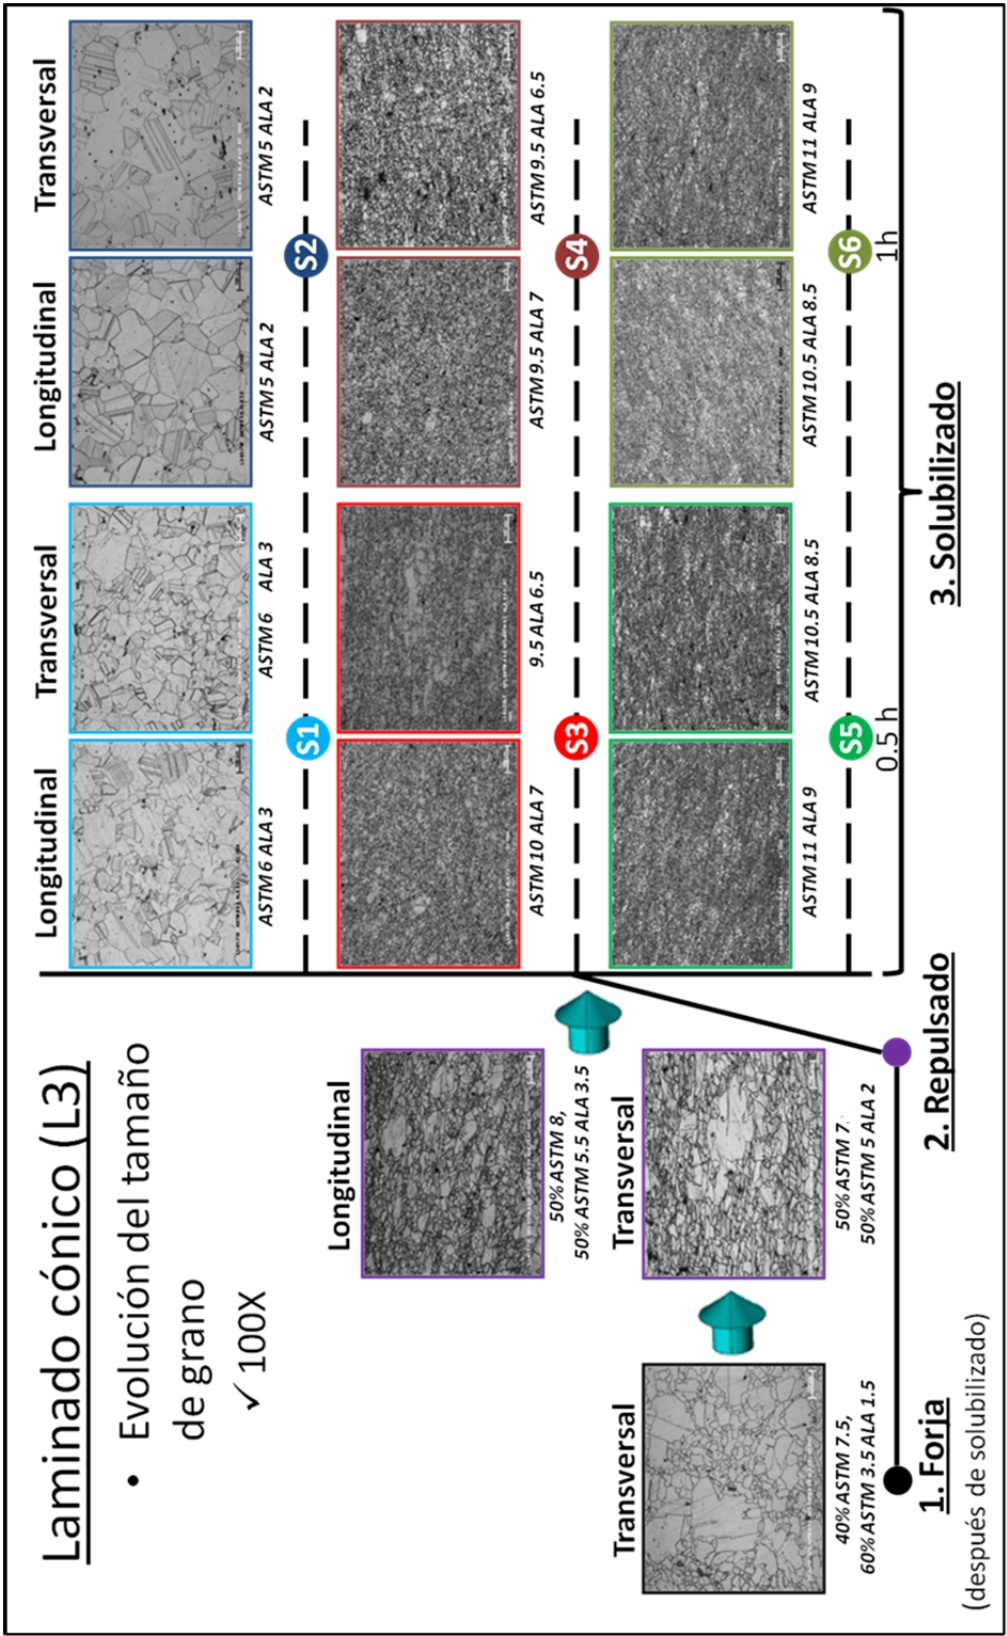 Laminado cónico (L3)
• Evolución del tamaño
de grano
✓ 100X
Longitudinal
Transversal
Longitudinal
Transversal
ASTM 6 ALA 3
ASTM 6 ALA 3
ASTM 5 ALA 2
ASTM 5 ALA 2
S1
S2
Longitudinal
50% ASTM 8,
50% ASTM 5.5 ALA 3.5
ASTM 10 ALA 7
9.5 ALA 6.5
ASTM 9.5 ALA 7
ASTM 9.5 ALA 6.5
S3
S4
Transversal
40% ASTM 7.5,
60% ASTM 3.5 ALA 1.5
Transversal
50% ASTM 7.
50% ASTM 5 ALA 2
ASTM 11 ALA 9
ASTM 10.5 ALA 8.5
ASTM 10.5 ALA 8.5
ASTM 11 ALA 9
S5
S6
0.5 h
1h
1. Forja
(después de solubilizado)
2. Repulsado
3. Solubilizado